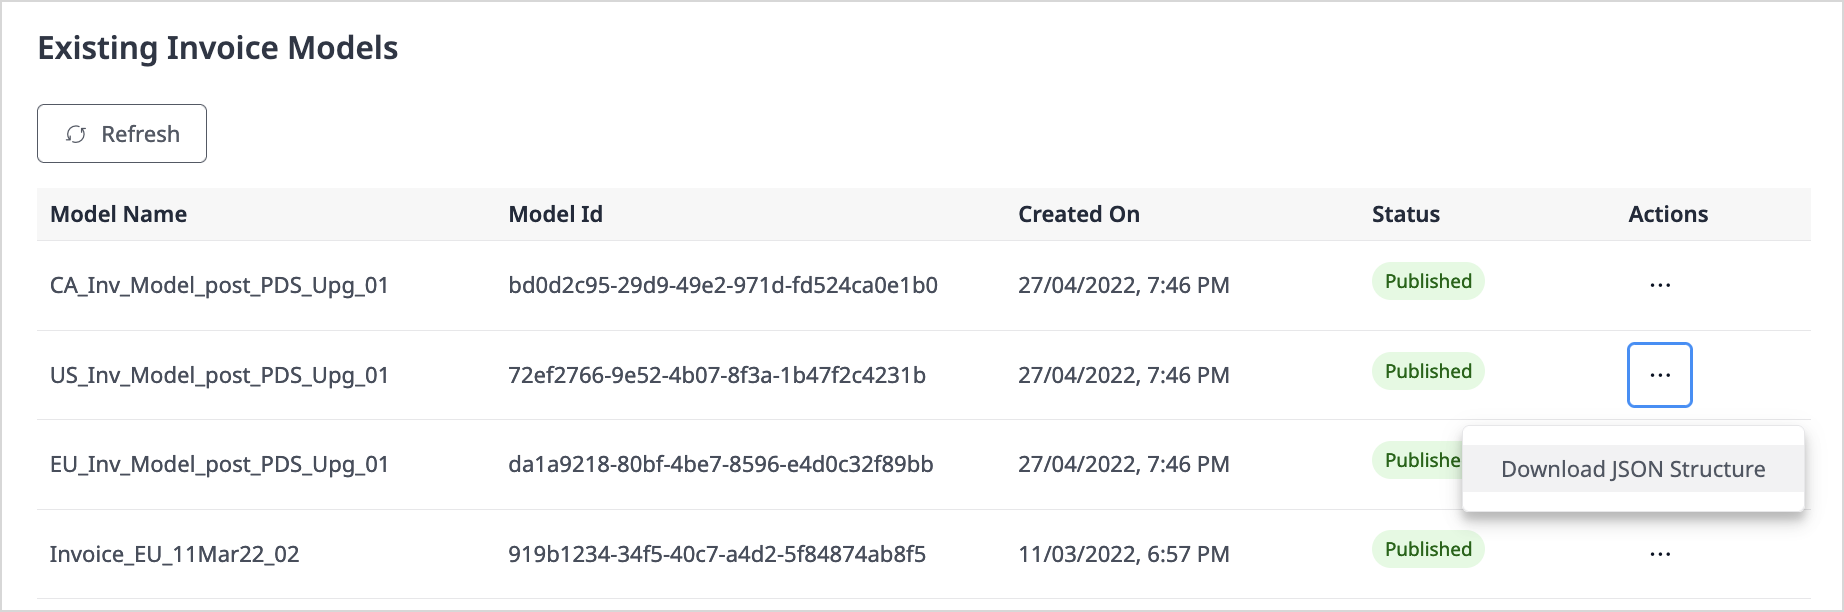 Existing Invoice Models
Refresh
Model Name Model Id Created On Status Actions
CA_Inv_Model_post_PDS_Upg_01 bd0d2c95-29d9-49e2-971d-fd524ca0e1b0 27/04/2022, 7:46 PM Published ...
US_Inv_Model_post_PDS_Upg_01 72ef2766-9e52-4b07-8f3a-1b47f2c4231b 27/04/2022, 7:46 PM Published ...
EU_Inv_Model_post_PDS_Upg_01 da1a9218-80bf-4be7-8596-e4d0c32f89bb 27/04/2022, 7:46 PM Publishe
Download JSON Structure
Invoice_EU_11Mar22_02 919b1234-34f5-40c7-a4d2-5f84874ab8f5 11/03/2022, 6:57 PM Published ...